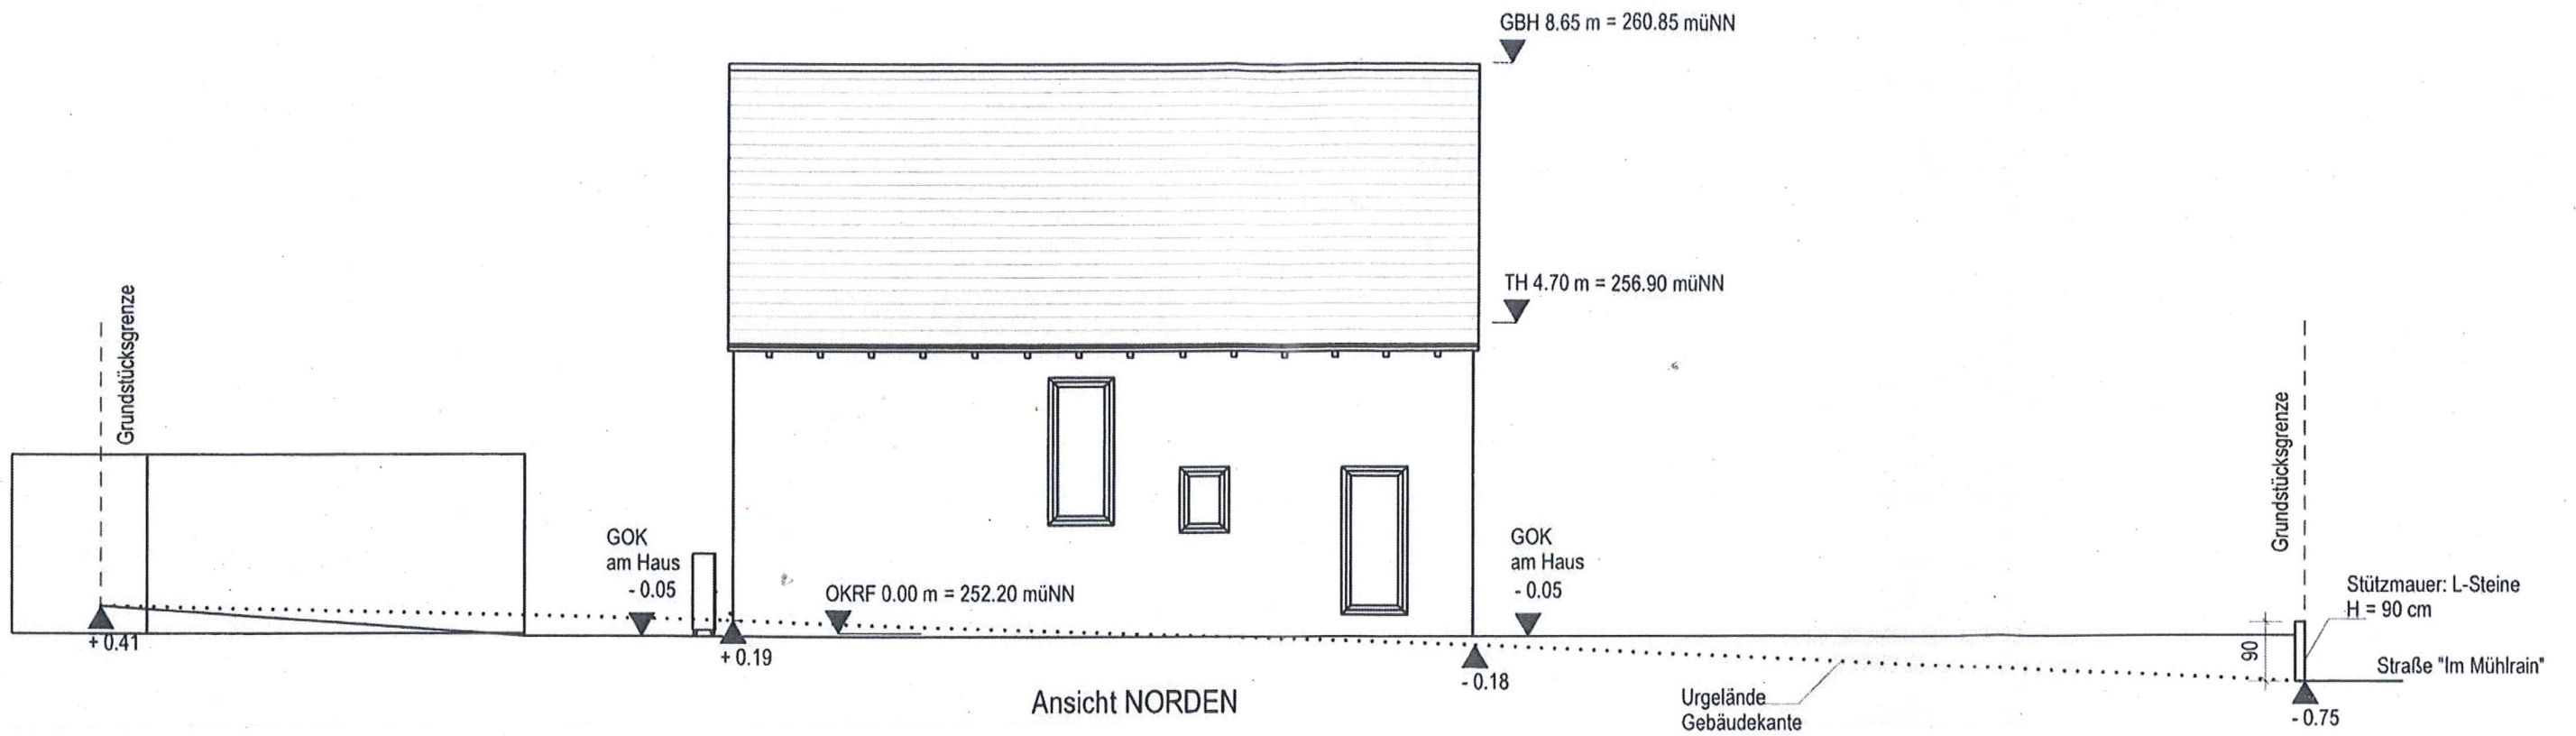 GBH 8.65 m = 260.85 müNN
TH 4.70 m = 256.90 müNN
Grundstücksgrenze
Grundstücksgrenze
GOK
am Haus
- 0.05
OKRF 0.00 m = 252.20 müNN
GOK
am Haus
- 0.05
Stützmauer: L-Steine
H = 90 cm
90
Straße "Im Mühlrain"
+ 0.41
+ 0.19
- 0.18
Urgelände
Gebäudekante
- 0.75
Ansicht NORDEN